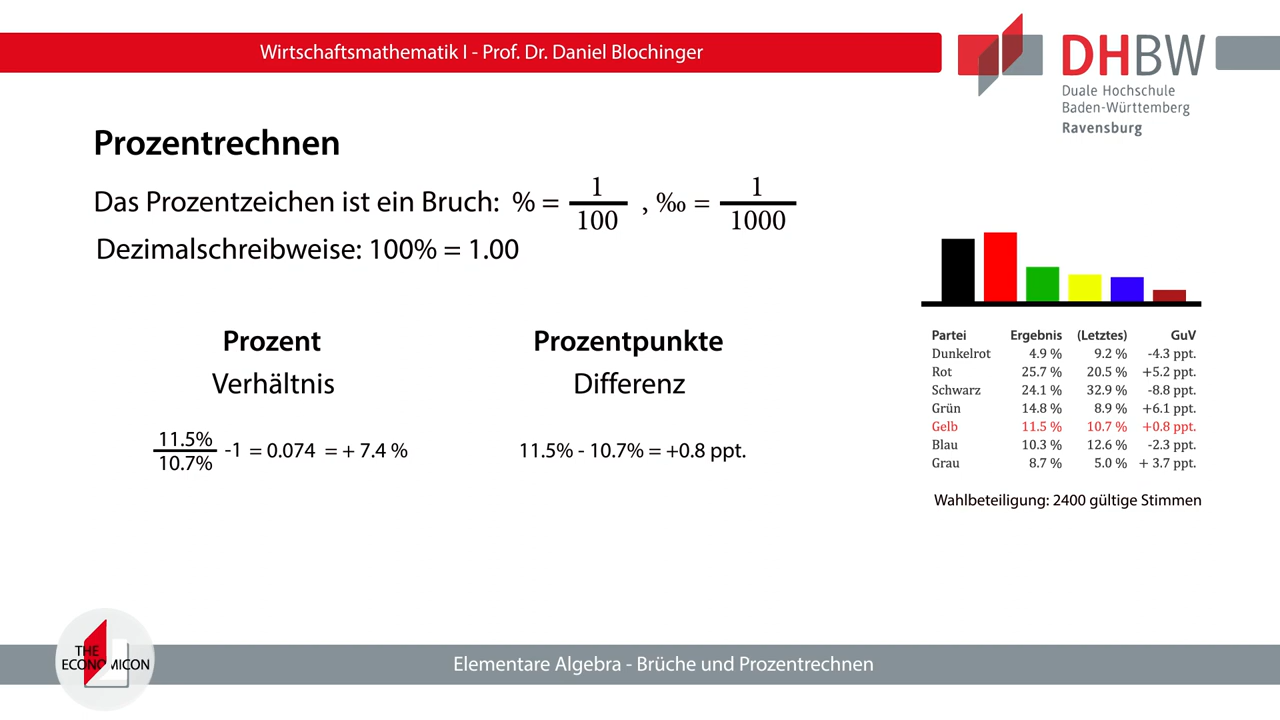 Wirtschaftsmathematik I - Prof. Dr. Daniel Blochinger
DHBW
Duale Hochschule
Baden-Württemberg
Ravensburg
Prozentrechnen
Das Prozentzeichen ist ein Bruch: % = 1/100 , ‰ = 1/1000
Dezimalschreibweise: 100% = 1.00
Prozent
Verhältnis
11.5%/10.7% -1 = 0.074 = + 7.4 %
Prozentpunkte
Differenz
11.5% - 10.7% = +0.8 ppt.
Partei Ergebnis (Letztes) GuV
Dunkelrot 4.9 % 9.2 % -4.3 ppt.
Rot 25.7 % 20.5 % +5.2 ppt.
Schwarz 24.1 % 32.9 % -8.8 ppt.
Grün 14.8 % 8.9 % +6.1 ppt.
Gelb 11.5 % 10.7 % +0.8 ppt.
Blau 10.3 % 12.6 % -2.3 ppt.
Grau 8.7 % 5.0 % + 3.7 ppt.
Wahlbeteiligung: 2400 gültige Stimmen
THE
ECONOMICON
Elementare Algebra - Brüche und Prozentrechnen